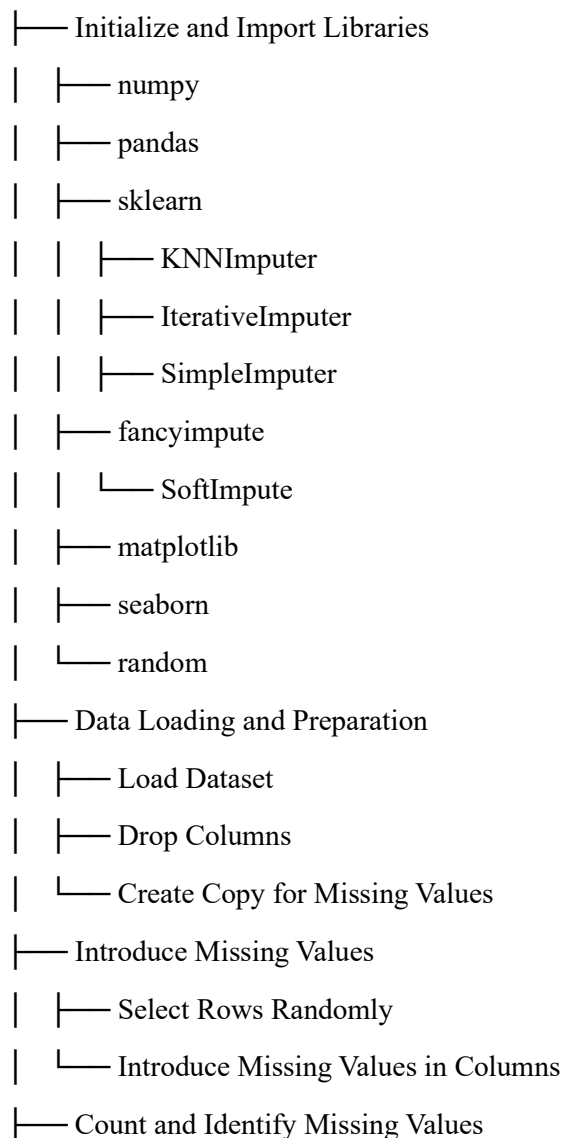 ├── Initialize and Import Libraries
│ ├── numpy
│ ├── pandas
│ ├── sklearn
│ │ ├── KNNImputer
│ │ ├── IterativeImputer
│ │ ├── SimpleImputer
│ ├── fancyimpute
│ │ └── SoftImpute
│ ├── matplotlib
│ ├── seaborn
│ └── random
├── Data Loading and Preparation
│ ├── Load Dataset
│ ├── Drop Columns
│ └── Create Copy for Missing Values
├── Introduce Missing Values
│ ├── Select Rows Randomly
│ └── Introduce Missing Values in Columns
├── Count and Identify Missing Values